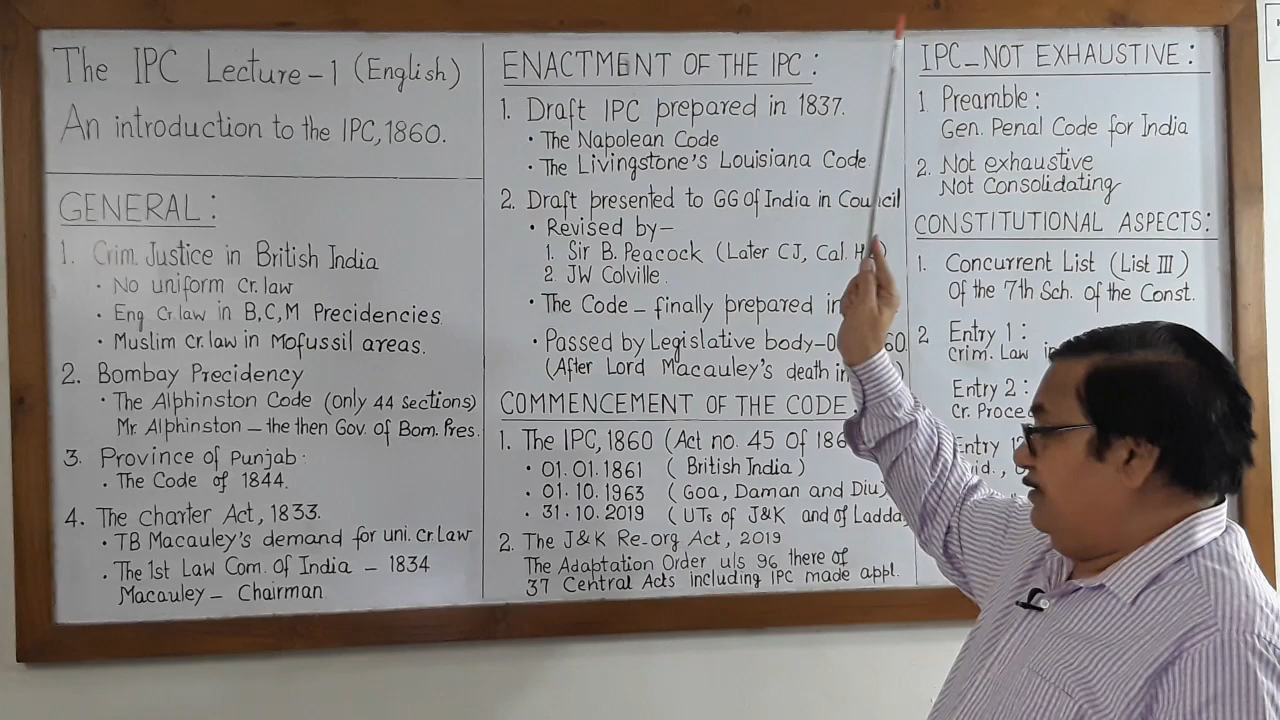 The IPC Lecture-1 (English)
An introduction to the IPC, 1860.
GENERAL:
1. Crim. Justice in British India
• No uniform Cr. law
• Eng. Cr. law in B,C,M Precidencies
• Muslim cr. law in Mofussil areas.
2. Bombay Precidency
• The Alphinston Code (only 44 sections)
Mr. Alphinston – the then Gov. of Bom. Pres.
3. Province of Punjab:
• The Code of 1844.
4. The charter Act, 1833.
• TB Macauley's demand for uni. cr. Law
• The 1st Law Com. of India – 1834
Macauley – Chairman
ENACTMENT OF THE IPC:
1. Draft IPC prepared in 1837.
• The Napolean Code
• The Livingstone's Louisiana Code.
2. Draft presented to GG of India in Council
• Revised by –
1. Sir B. Peacock (Later CJ, Cal.
2. JW Colville.
• The Code – finally prepared in
• Passed by Legislative body – 60
(After Lord Macauley's death in
COMMENCEMENT OF THE CODE
1. The IPC, 1860 (Act no. 45 of 186
• 01.01.1861 (British India)
• 01.10.1963 (Goa, Daman and Diu)
• 31.10.2019 (UTs of J&K and of Ladda
2. The J&K Re-org Act, 2019
The Adaptation Order u/s 96 there of
37 Central Acts including IPC made appl.
IPC – NOT EXHAUSTIVE:
1 Preamble:
Gen. Penal Code for India
2. Not exhaustive
Not Consolidating
CONSTITUTIONAL ASPECTS:
1. Concurrent List (List III)
of the 7th Sch. of the Const.
2 Entry 1:
Crim. Law
Entry 2:
Cr. Proce
Entry